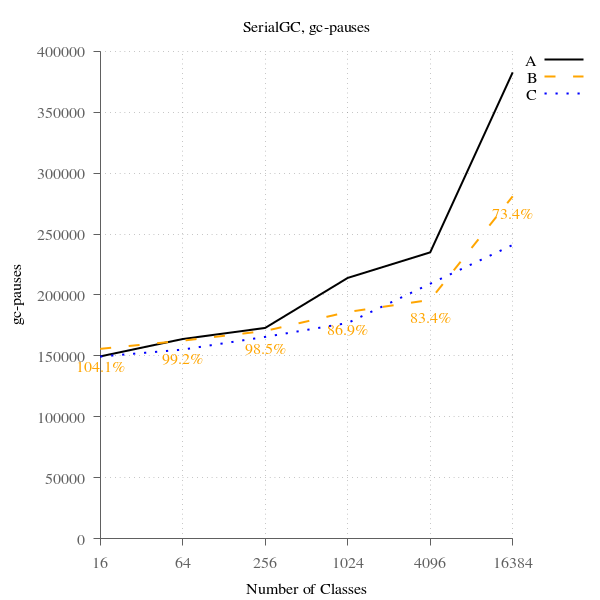 SerialGC, gc-pauses
400000
350000
300000
250000
200000
150000
100000
50000
0
gc-pauses
A
B
C
104.1%
99.2%
98.5%
86.9%
83.4%
73.4%
16 64 256 1024 4096 16384
Number of Classes